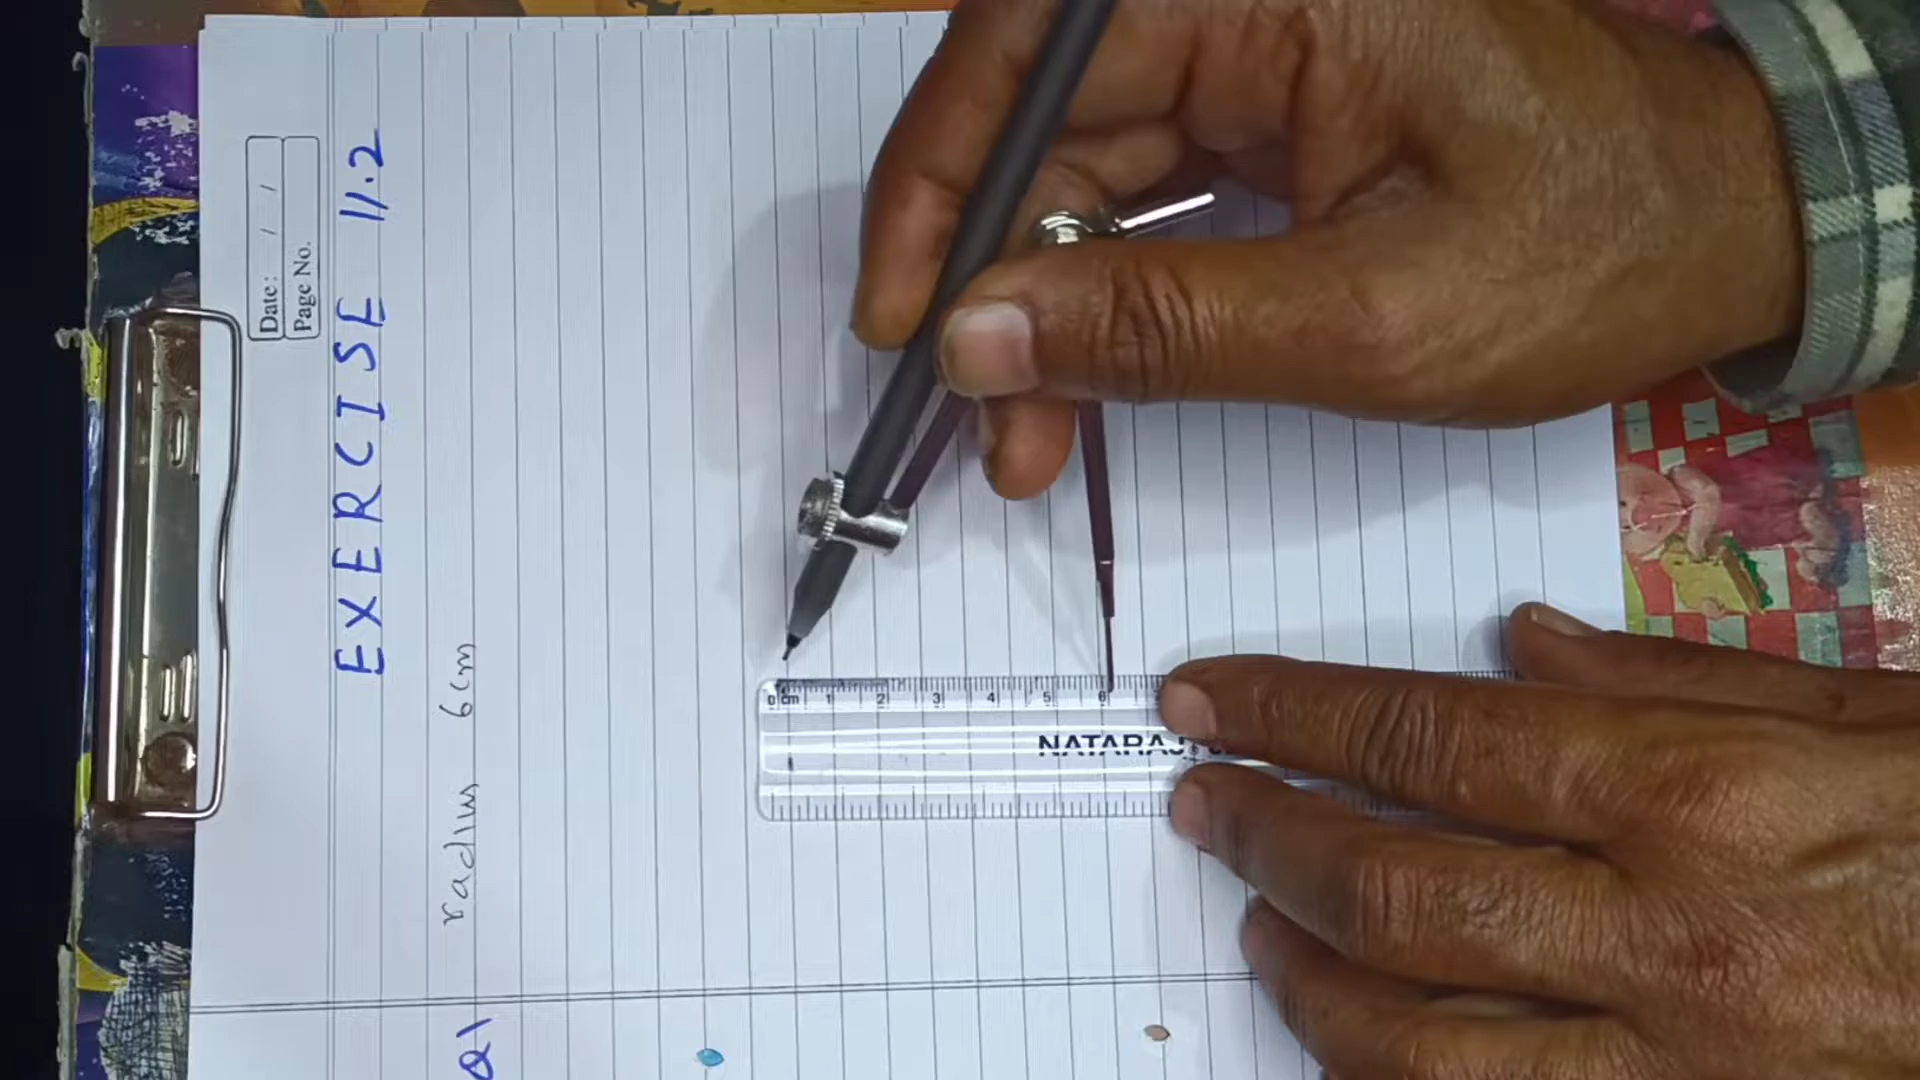 Date: / /
Page No.
EXERCISE 11.2
Q1
radius 6cm
0 cm 1 2 3 4 5 6
NATARAJ